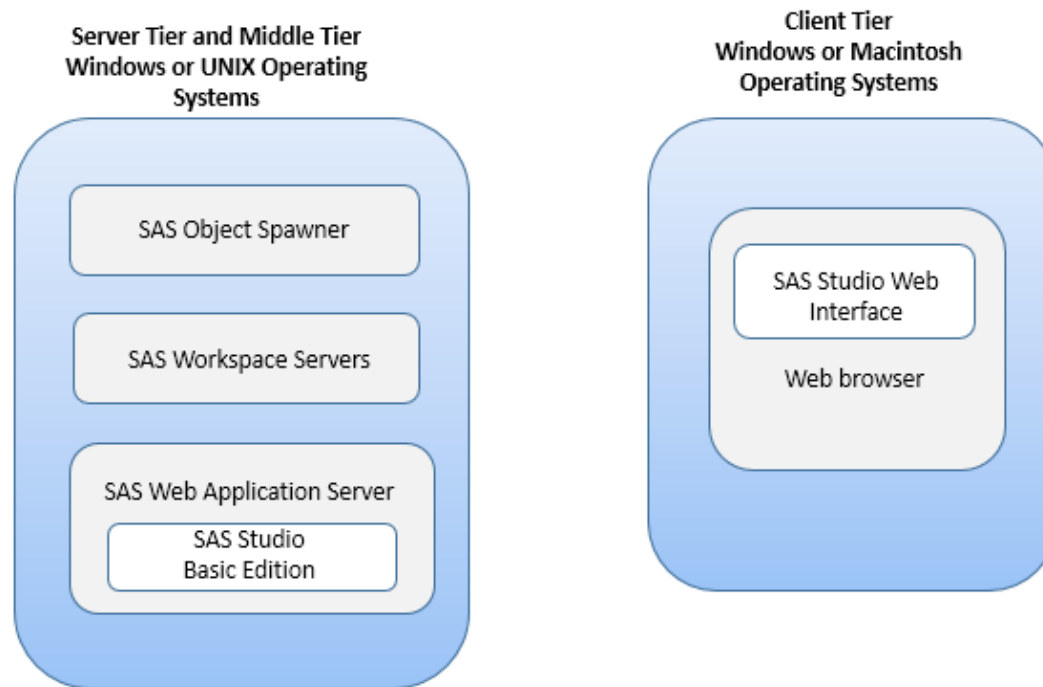 Server Tier and Middle Tier
Windows or UNIX Operating
Systems
SAS Object Spawner
SAS Workspace Servers
SAS Web Application Server
SAS Studio
Basic Edition
Client Tier
Windows or Macintosh
Operating Systems
SAS Studio Web
Interface
Web browser